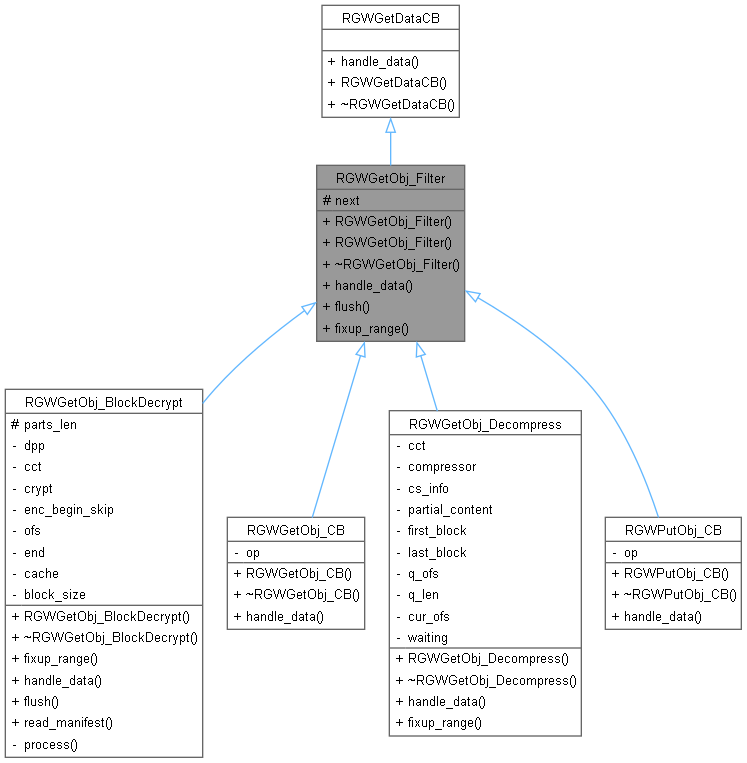 RGWGetDataCB
+ handle_data()
+ RGWGetDataCB()
+ ~RGWGetDataCB()
RGWGetObj_Filter
# next
+ RGWGetObj_Filter()
+ RGWGetObj_Filter()
+ ~RGWGetObj_Filter()
+ handle_data()
+ flush()
+ fixup_range()
RGWGetObj_BlockDecrypt
# parts_len
- dpp
- cct
- crypt
- enc_begin_skip
- ofs
- end
- cache
- block_size
+ RGWGetObj_BlockDecrypt()
+ ~RGWGetObj_BlockDecrypt()
+ fixup_range()
+ handle_data()
+ flush()
+ read_manifest()
- process()
RGWGetObj_CB
- op
+ RGWGetObj_CB()
+ ~RGWGetObj_CB()
+ handle_data()
RGWGetObj_Decompress
- cct
- compressor
- cs_info
- partial_content
- first_block
- last_block
- q_ofs
- q_len
- cur_ofs
- waiting
+ RGWGetObj_Decompress()
+ ~RGWGetObj_Decompress()
+ handle_data()
+ fixup_range()
RGWPutObj_CB
- op
+ RGWPutObj_CB()
+ ~RGWPutObj_CB()
+ handle_data()